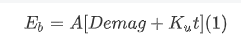 E_b = A[Demag + K_u t](1)